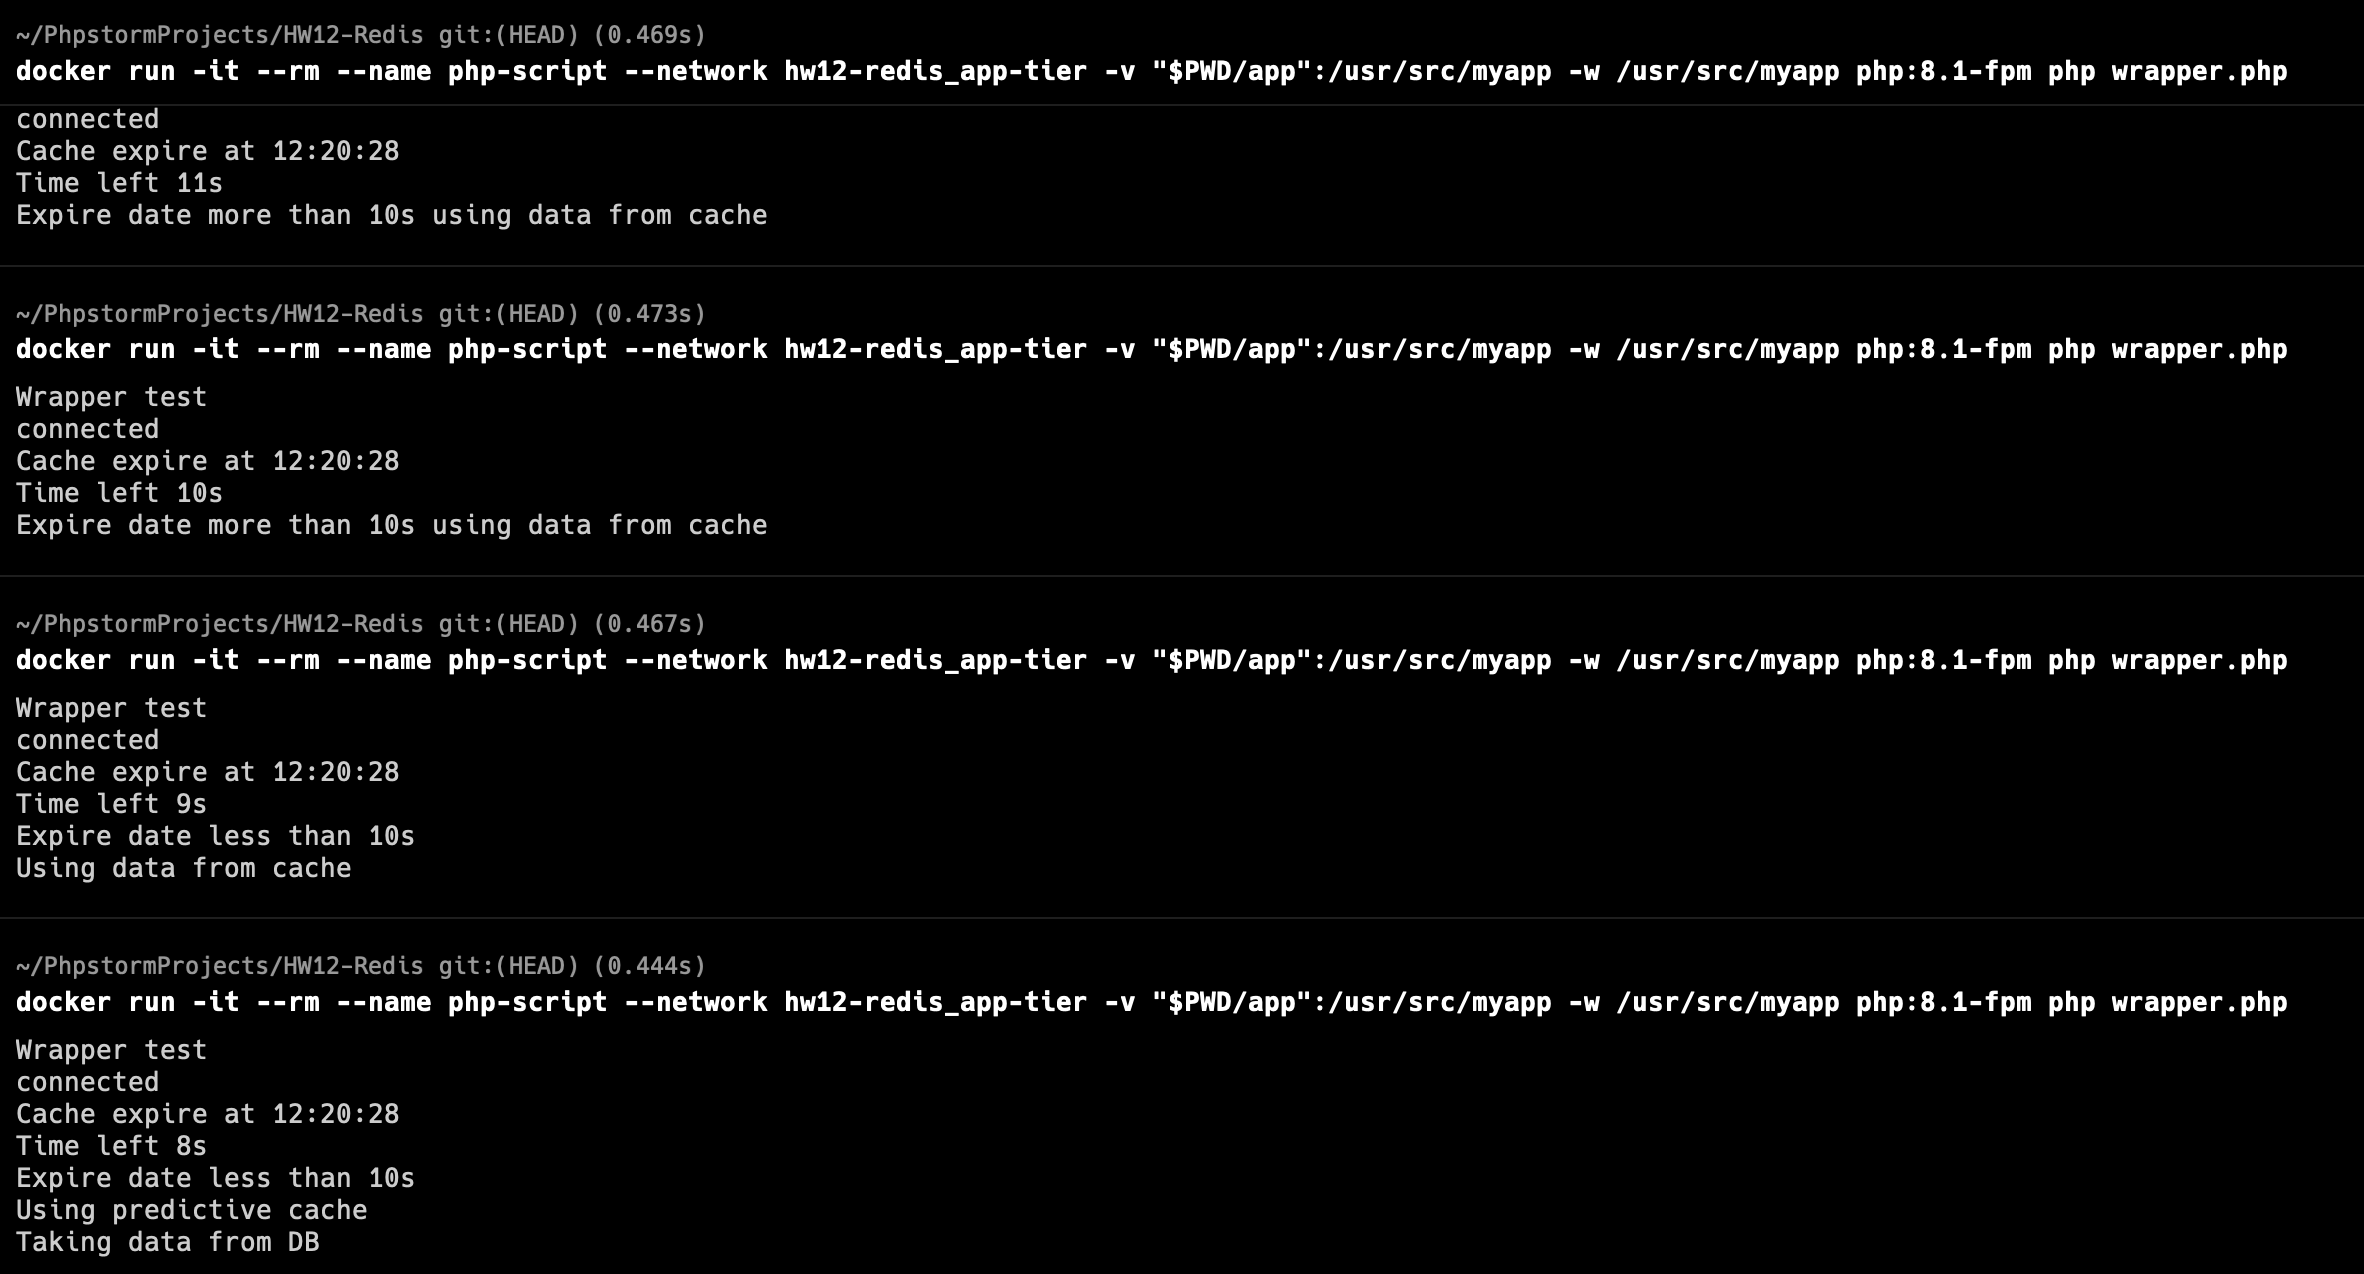 ~/PhpstormProjects/HW12-Redis git:(HEAD) (0.469s)
docker run -it --rm --name php-script --network hw12-redis_app-tier -v "$PWD/app":/usr/src/myapp -w /usr/src/myapp php:8.1-fpm php wrapper.php
connected
Cache expire at 12:20:28
Time left 11s
Expire date more than 10s using data from cache
~/PhpstormProjects/HW12-Redis git:(HEAD) (0.473s)
docker run -it --rm --name php-script --network hw12-redis_app-tier -v "$PWD/app":/usr/src/myapp -w /usr/src/myapp php:8.1-fpm php wrapper.php
Wrapper test
connected
Cache expire at 12:20:28
Time left 10s
Expire date more than 10s using data from cache
~/PhpstormProjects/HW12-Redis git:(HEAD) (0.467s)
docker run -it --rm --name php-script --network hw12-redis_app-tier -v "$PWD/app":/usr/src/myapp -w /usr/src/myapp php:8.1-fpm php wrapper.php
Wrapper test
connected
Cache expire at 12:20:28
Time left 9s
Expire date less than 10s
Using data from cache
~/PhpstormProjects/HW12-Redis git:(HEAD) (0.444s)
docker run -it --rm --name php-script --network hw12-redis_app-tier -v "$PWD/app":/usr/src/myapp -w /usr/src/myapp php:8.1-fpm php wrapper.php
Wrapper test
connected
Cache expire at 12:20:28
Time left 8s
Expire date less than 10s
Using predictive cache
Taking data from DB